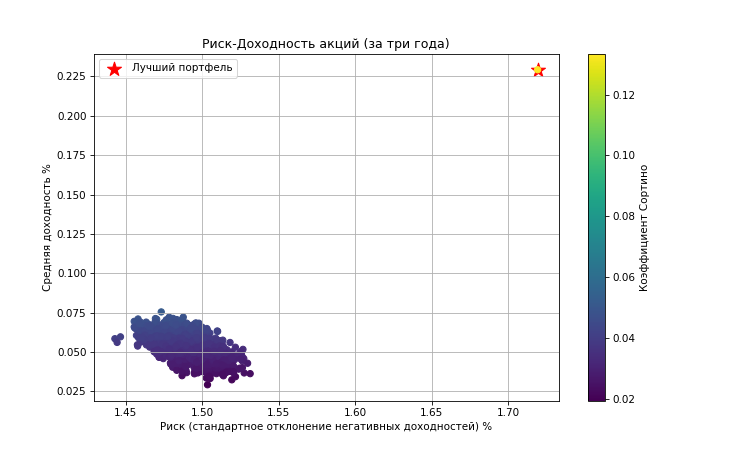 Риск-Доходность акций (за три года)
Лучший портфель
Средняя доходность %
0.225
0.200
0.175
0.150
0.125
0.100
0.075
0.050
0.025
1.45 1.50 1.55 1.60 1.65 1.70
Риск (стандартное отклонение негативных доходностей) %
0.12
0.10
0.08
0.06
0.04
0.02
Коэффициент Сортино